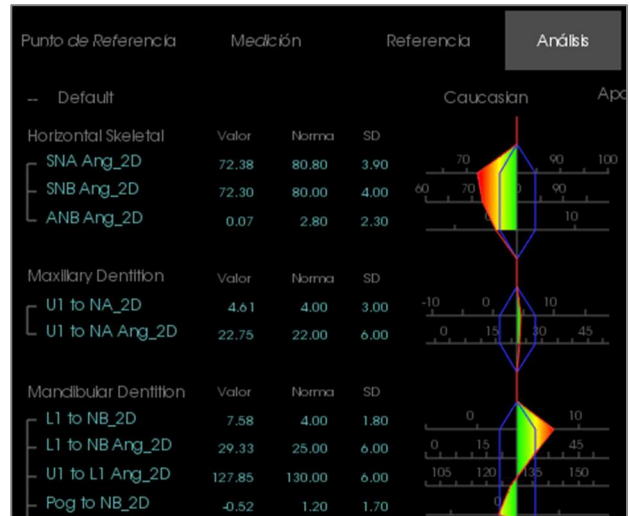 Punto de Referencia Medición Referencia Análisis
-- Default Caucasian Apo
Horizontal Skeletal Valor Norma SD
SNA Ang_2D 72.38 80.80 3.90 70 90 100
SNB Ang_2D 72.30 80.00 4.00 60 70 90
ANB Ang_2D 0.07 2.80 2.30 0 10
Maxillary Dentition Valor Norma SD
U1 to NA_2D 4.61 4.00 3.00 -10 0 10
U1 to NA Ang_2D 22.75 22.00 6.00 0 15 30 45
Mandibular Dentition Valor Norma SD
L1 to NB_2D 7.58 4.00 1.80 0 10
L1 to NB Ang_2D 29.33 25.00 6.00 0 15 45
U1 to L1 Ang_2D 127.85 130.00 6.00 105 120 135 150
Pog to NB_2D -0.52 1.20 1.70 0